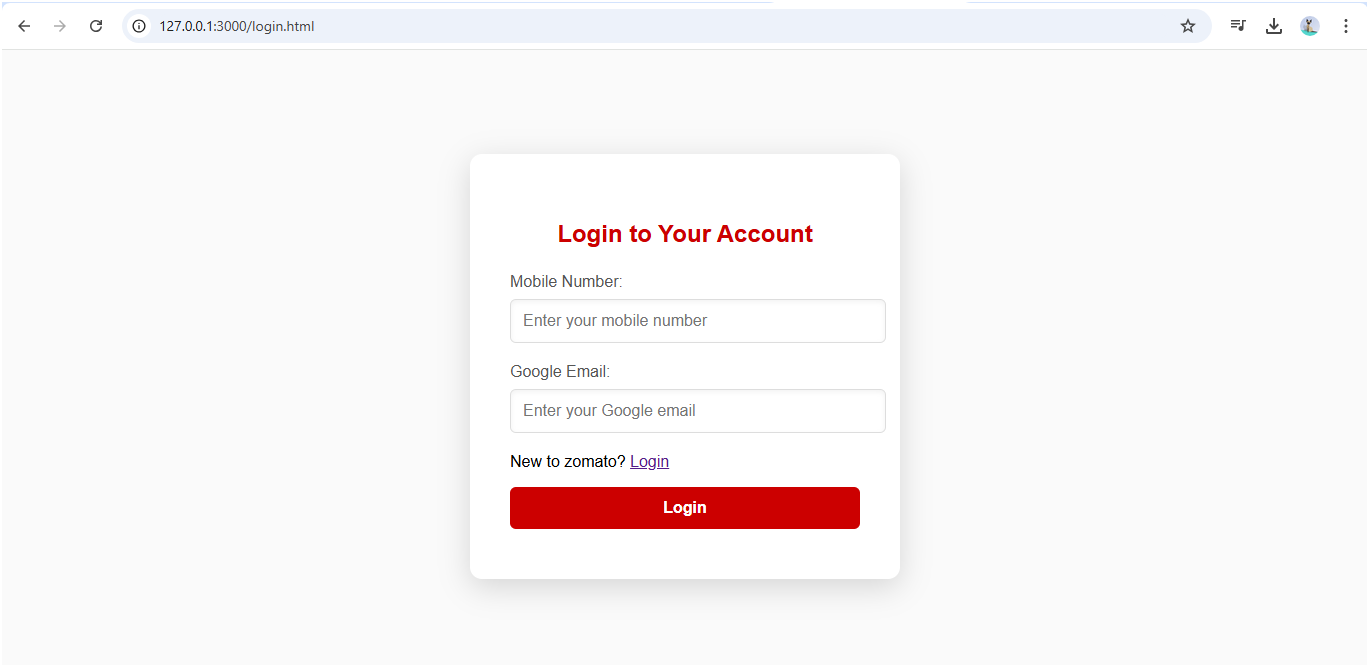 127.0.0.1:3000/login.html
Login to Your Account
Mobile Number:
Enter your mobile number
Google Email:
Enter your Google email
New to zomato? Login
Login